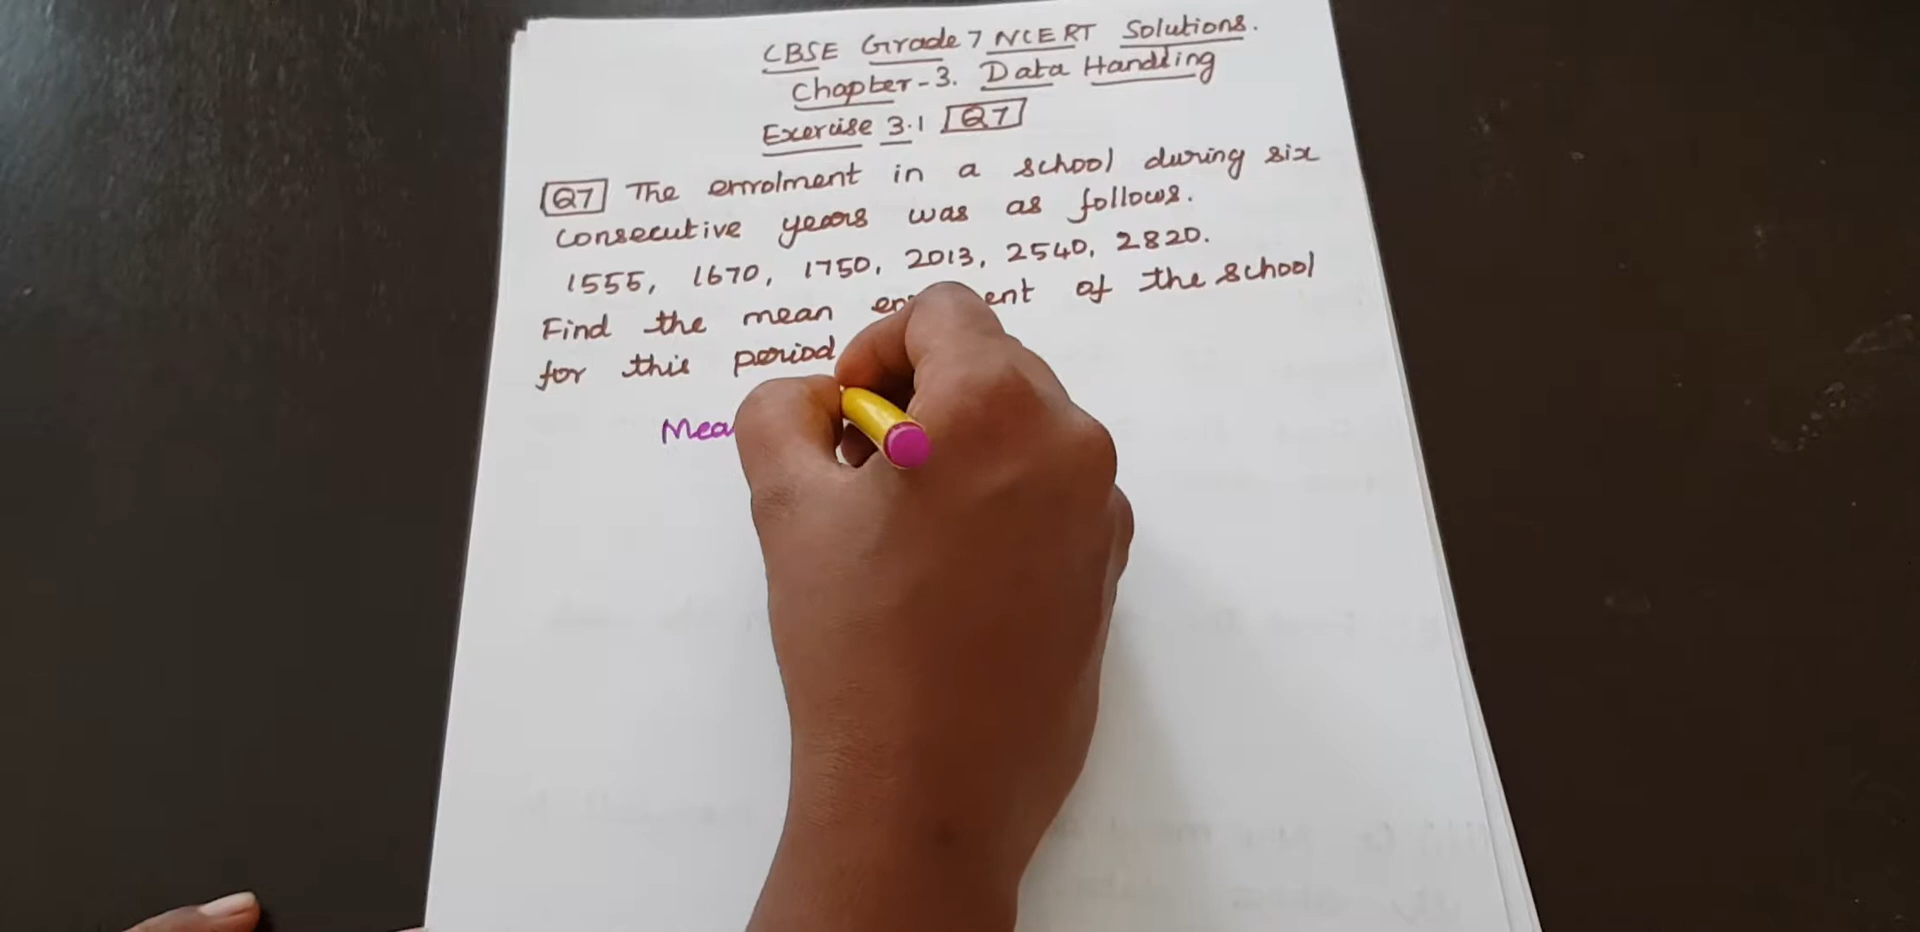 CBSE Grade 7 NCERT Solutions.
Chapter-3. Data Handling
Exercise 3.1 Q7
Q7 The enrolment in a school during six
consecutive years was as follows.
1555, 1670, 1750, 2013, 2540, 2820.
Find the mean of the school
for this period
Mea